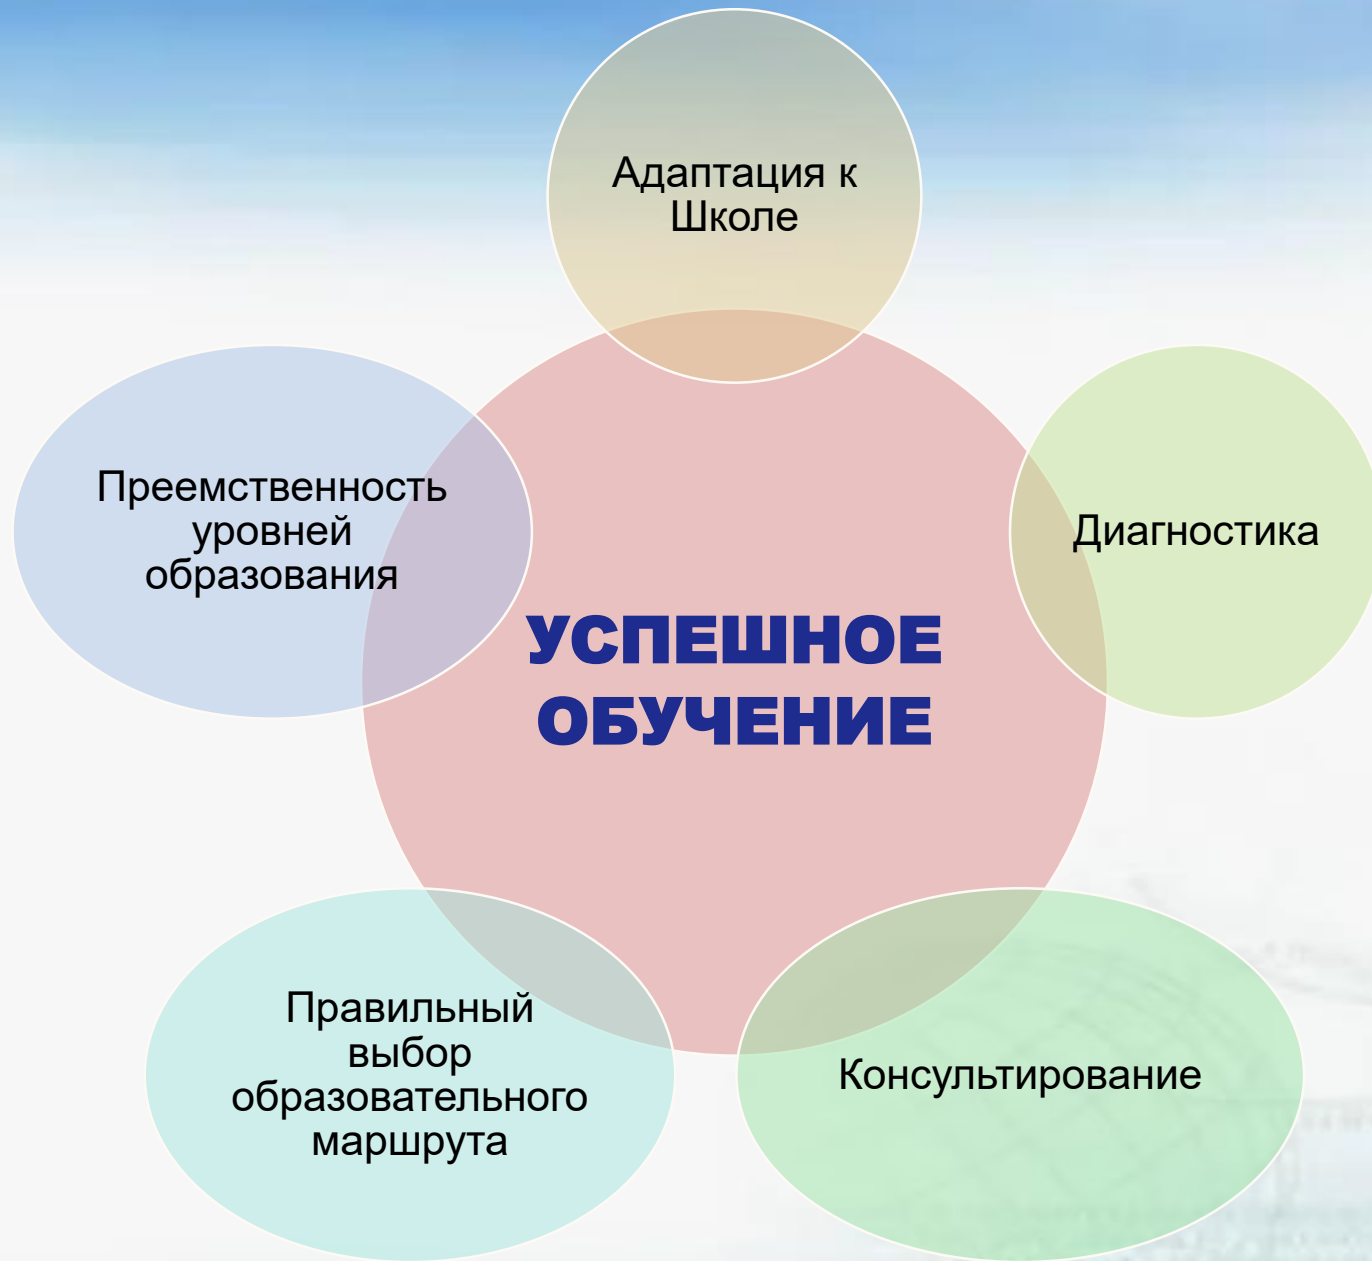 Адаптация к
Школе
Преемственность
уровней
образования
Диагностика
УСПЕШНОЕ
ОБУЧЕНИЕ
Правильный
выбор
образовательного
маршрута
Консультирование